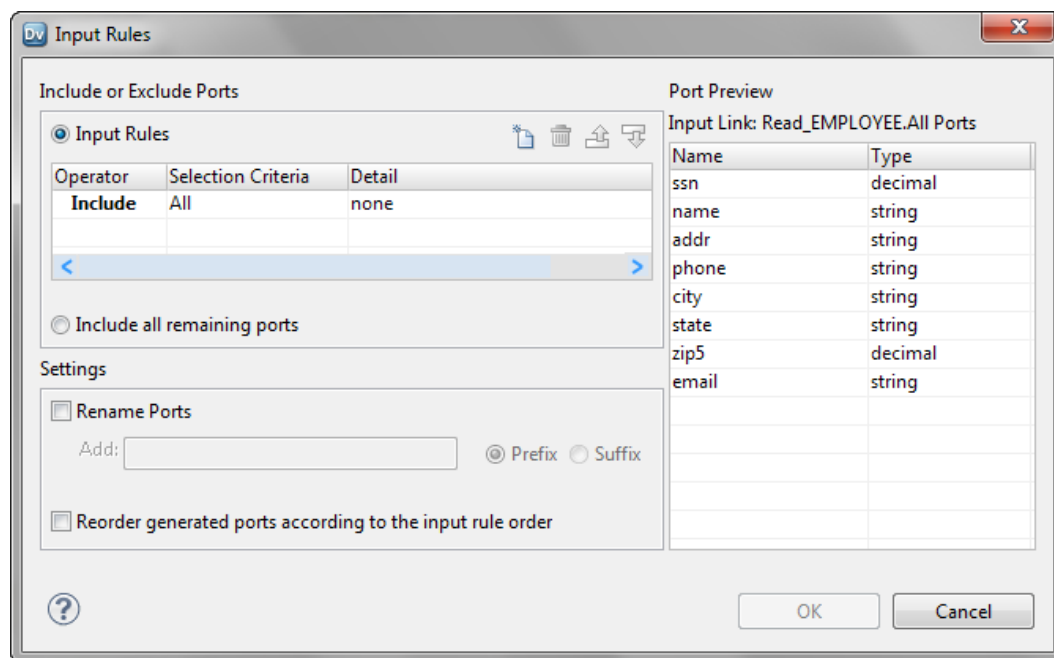 Dv Input Rules
Include or Exclude Ports
Input Rules
Operator Selection Criteria Detail
Include All none
Include all remaining ports
Settings
Rename Ports
Add:
Prefix Suffix
Reorder generated ports according to the input rule order
Port Preview
Input Link: Read_EMPLOYEE.All Ports
Name Type
ssn decimal
name string
addr string
phone string
city string
state string
zip5 decimal
email string
?
OK Cancel